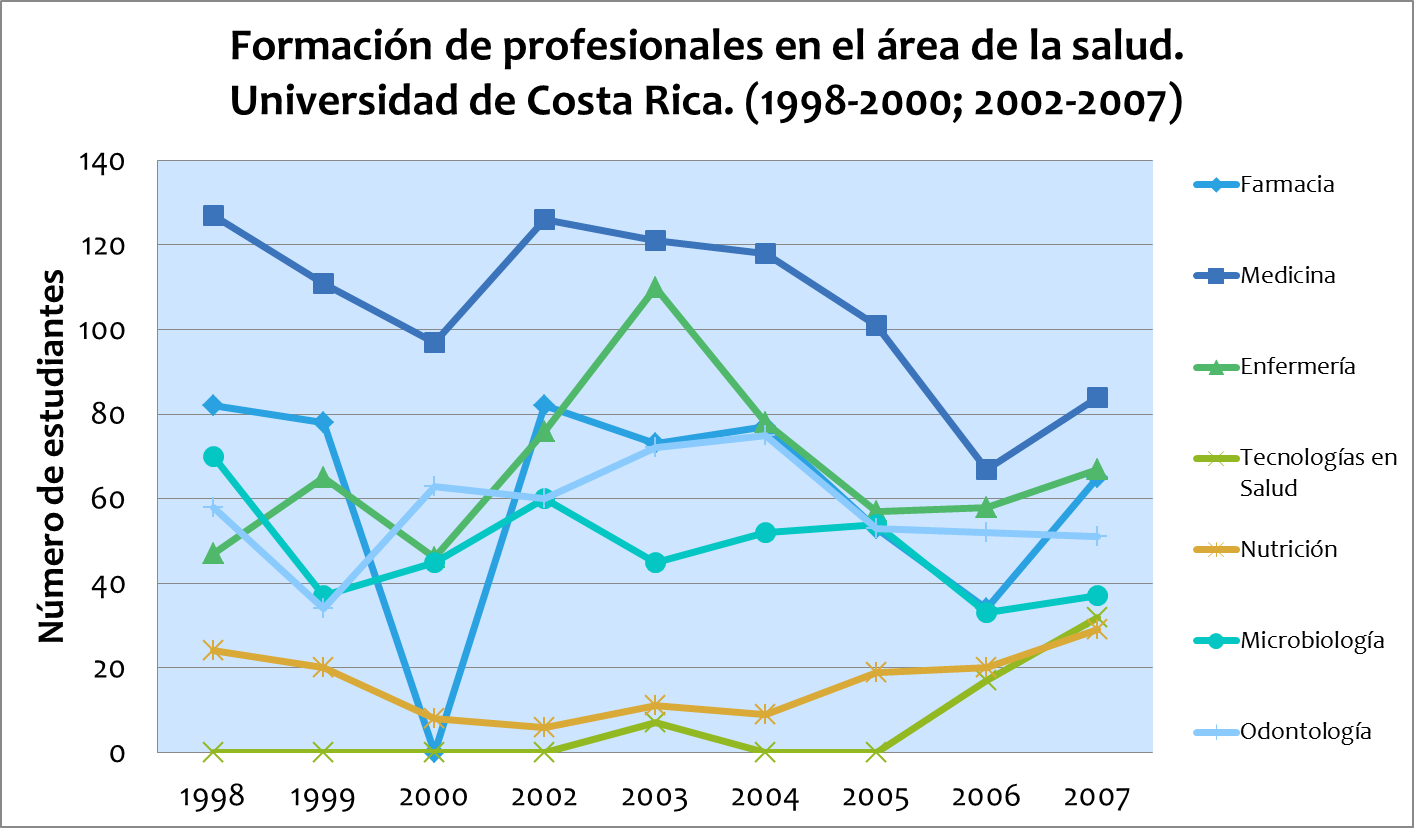 Formación de profesionales en el área de la salud.
Universidad de Costa Rica. (1998-2000; 2002-2007)
Número de estudiantes
140
120
100
80
60
40
20
0
1998
1999
2000
2002
2003
2004
2005
2006
2007
Farmacia
Medicina
Enfermería
Tecnologías en
Salud
Nutrición
Microbiología
Odontología